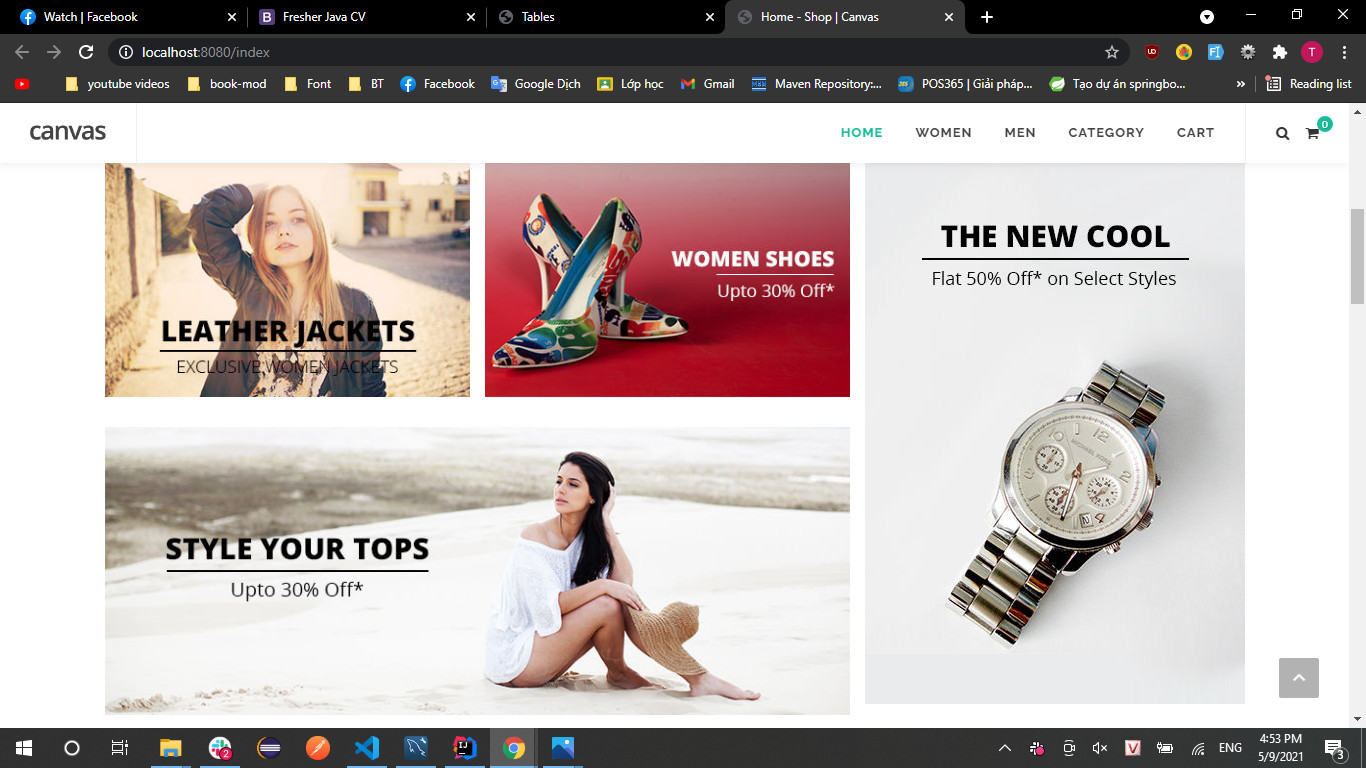 Watch | Facebook
Fresher Java CV
Tables
Home - Shop | Canvas
localhost:8080/index
youtube videos
book-mod
Font
BT
Facebook
Google Dịch
Lớp học
Gmail
Maven Repository:...
POS365 | Giải pháp...
Tạo dự án springbo...
»
Reading list
canvas
HOME
WOMEN
MEN
CATEGORY
CART
0
LEATHER JACKETS
EXCLUSIVE WOMEN JACKETS
WOMEN SHOES
Upto 30% Off*
THE NEW COOL
Flat 50% Off* on Select Styles
MICHAEL KORS
STYLE YOUR TOPS
Upto 30% Off*
2
ENG
4:53 PM
5/9/2021
3